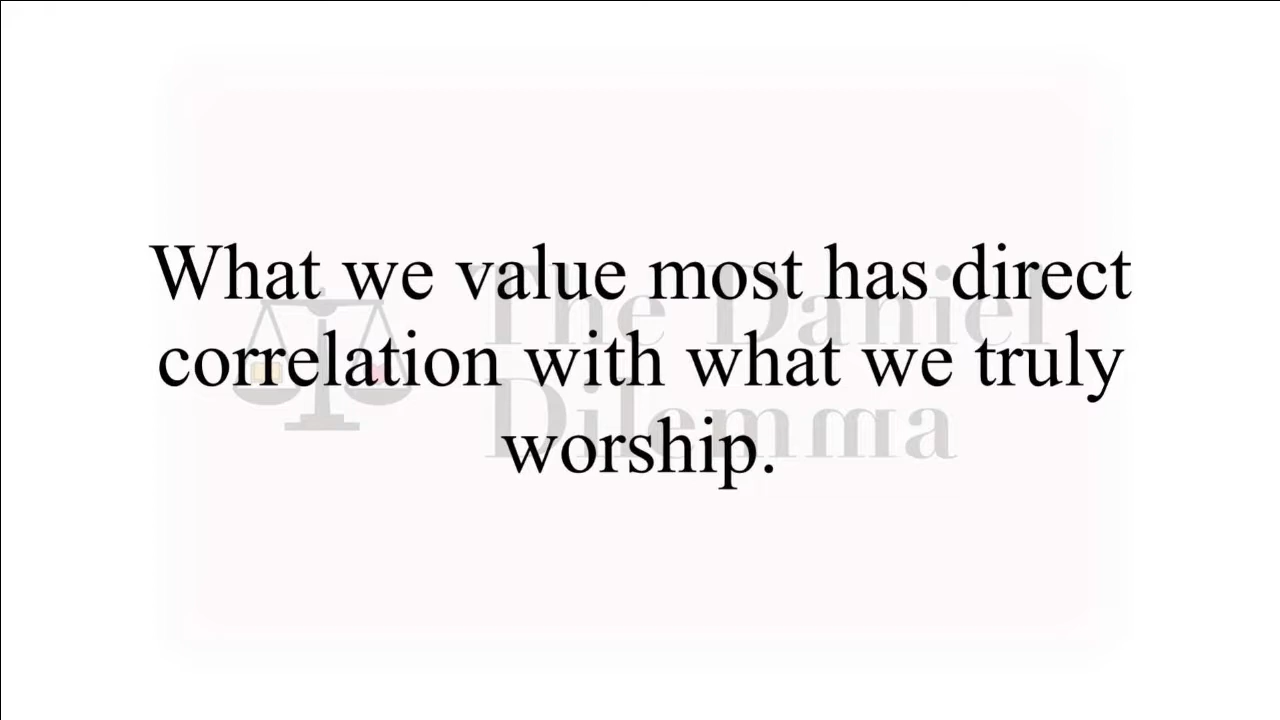 What we value most has direct
correlation with what we truly
worship.
The Daniel
Dilemma